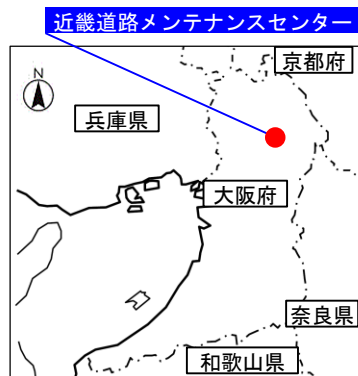 近畿道路メンテナンスセンター
京都府
N
兵庫県
大阪府
奈良県
和歌山県